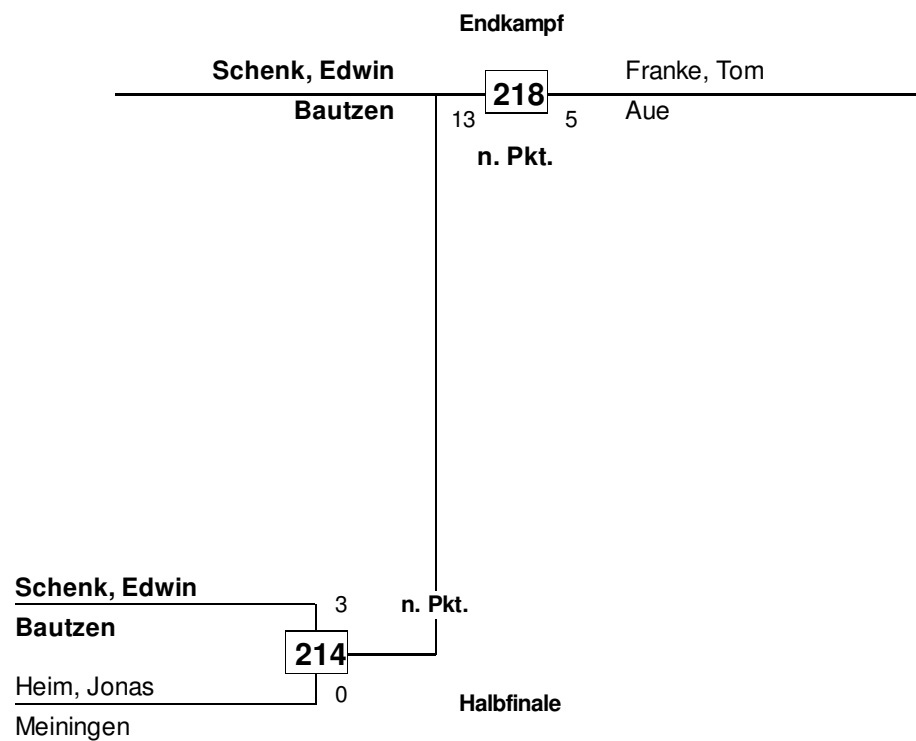 Endkampf
Schenk, Edwin
Franke, Tom
218
Bautzen
13
5
Aue
n. Pkt.
Schenk, Edwin
3
n. Pkt.
Bautzen
214
Heim, Jonas
0
Halbfinale
Meiningen